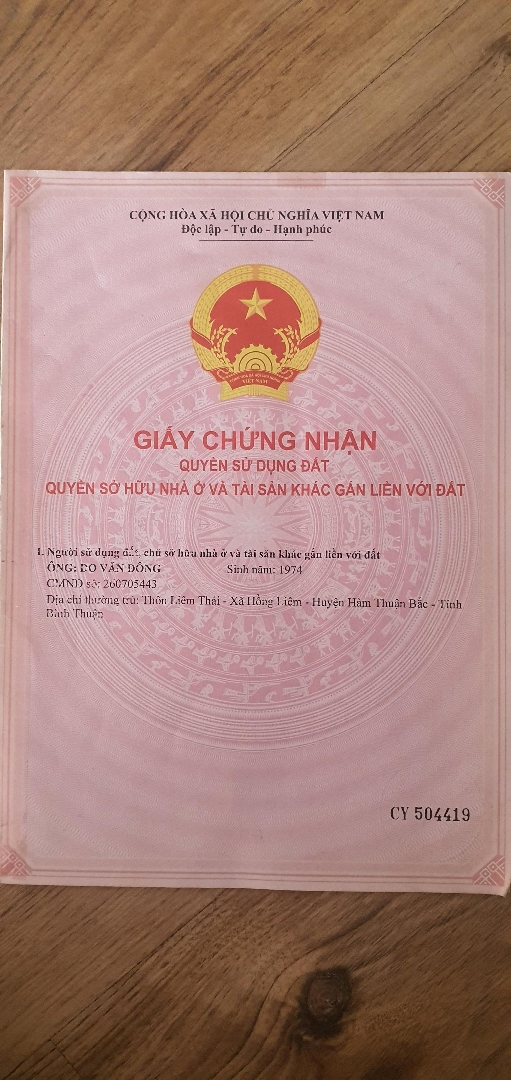 CỘNG HÒA XÃ HỘI CHỦ NGHĨA VIỆT NAM
Độc lập - Tự do - Hạnh phúc
VIỆT NAM
GIẤY CHỨNG NHẬN
QUYỀN SỬ DỤNG ĐẤT
QUYỀN SỞ HỮU NHÀ Ở VÀ TÀI SẢN KHÁC GẮN LIỀN VỚI ĐẤT
I. Người sử dụng đất, chủ sở hữu nhà ở và tài sản khác gắn liền với đất
ÔNG: ĐO VĂN ĐÔNG Sinh năm: 1974
CMND số: 260705443
Địa chỉ thường trú: Thôn Liêm Thái - Xã Hồng Liêm - Huyện Hàm Thuận Bắc - Tỉnh
Bình Thuận
CY 504419